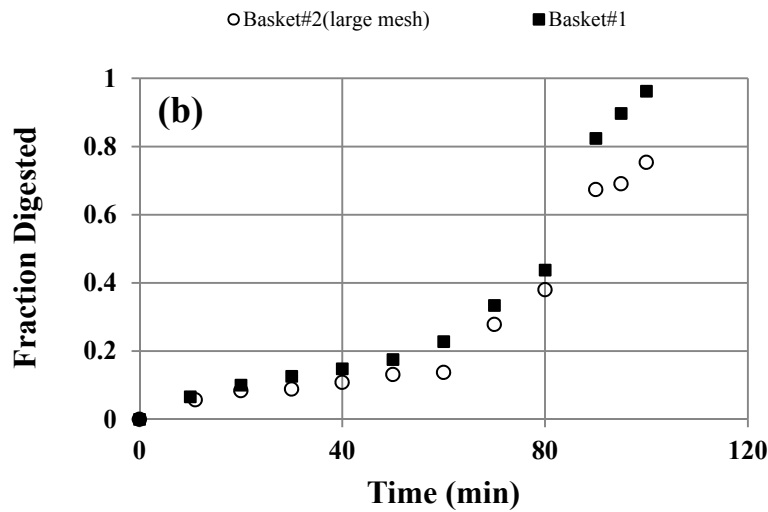 Basket#2(large mesh) Basket#1
1
(b)
0.8
0.6
0.4
0.2
0
0 40 80 120
Fraction Digested
Time (min)